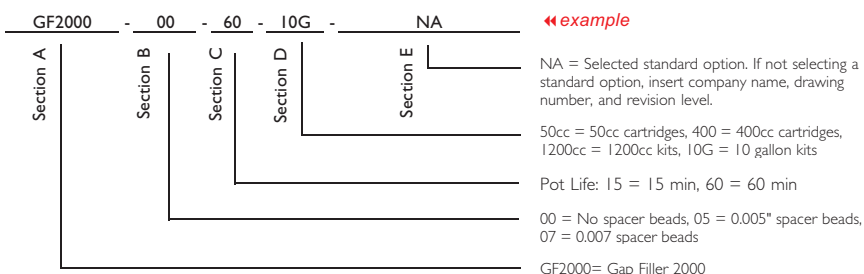 GF2000 - 00 - 60 - 10G - NA
◂◂ example
Section A
Section B
Section C
Section D
Section E
NA = Selected standard option. If not selecting a
standard option, insert company name, drawing
number, and revision level.
50cc = 50cc cartridges, 400 = 400cc cartridges,
1200cc = 1200cc kits, 10G = 10 gallon kits
Pot Life: 15 = 15 min, 60 = 60 min
00 = No spacer beads, 05 = 0.005" spacer beads,
07 = 0.007 spacer beads
GF2000= Gap Filler 2000